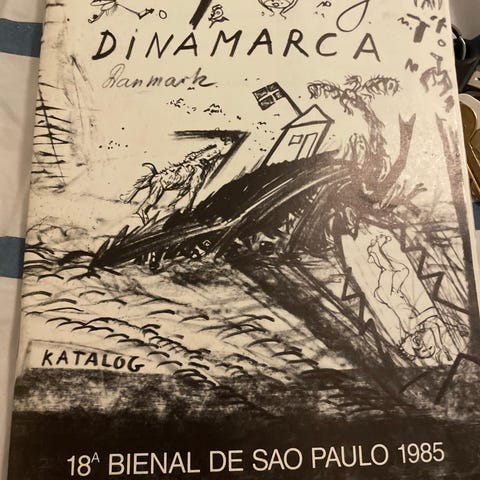 DINAMARCA
Danmark
KATALOG
18ᴬ BIENAL DE SAO PAULO 1985